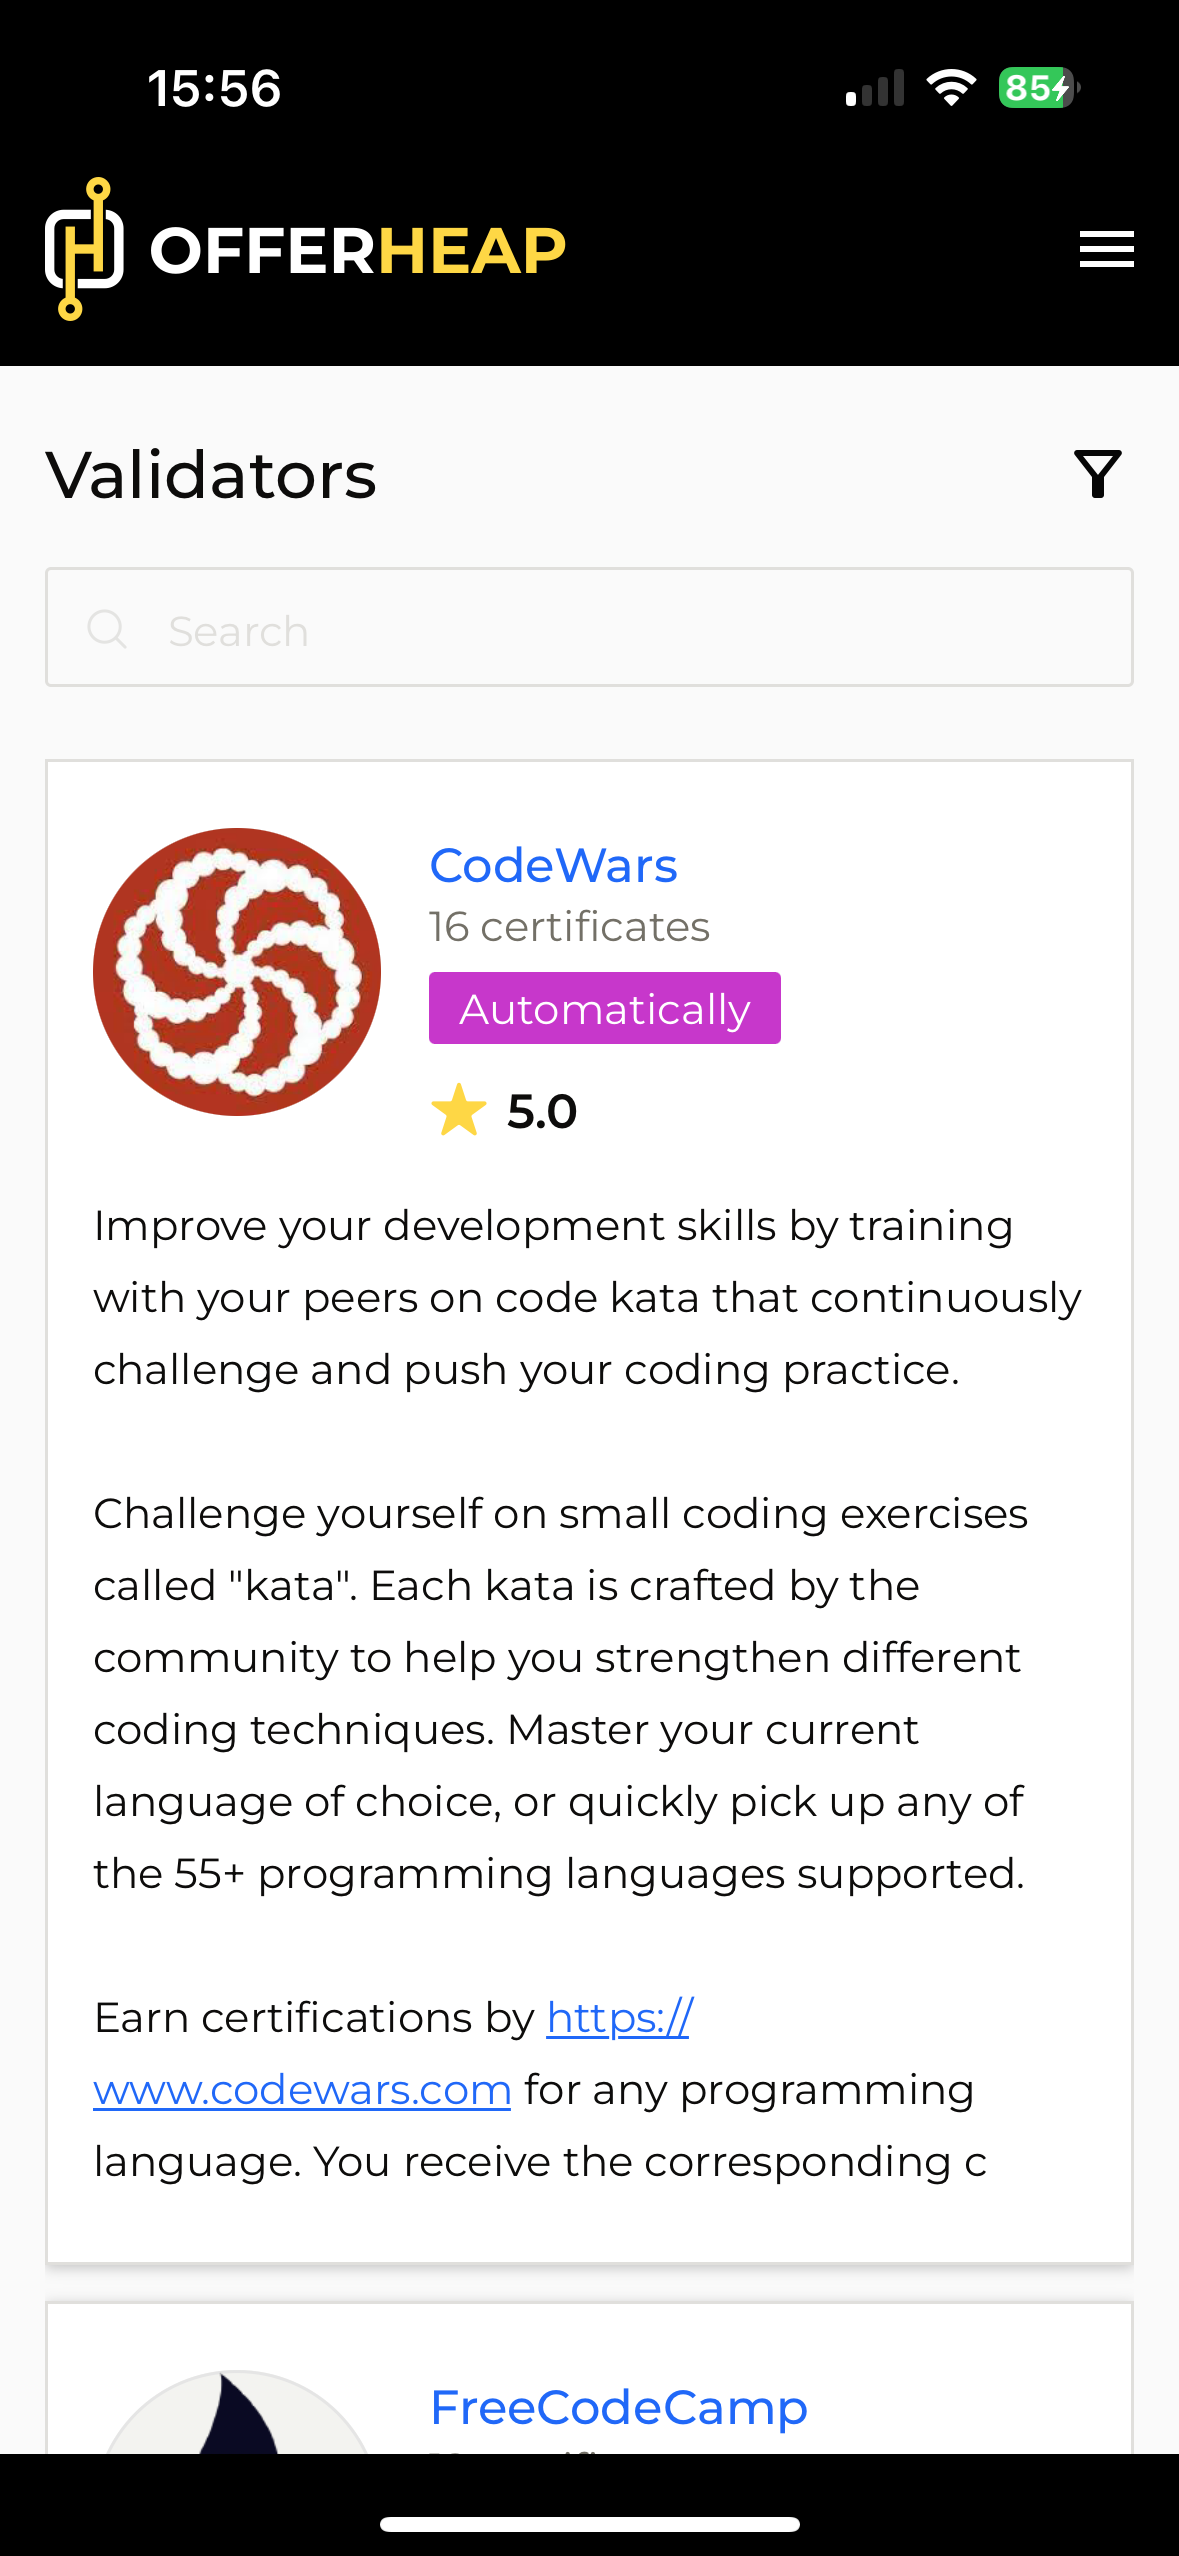 15:56
85
OFFERHEAP
Validators
Search
CodeWars
16 certificates
Automatically
5.0
Improve your development skills by training
with your peers on code kata that continuously
challenge and push your coding practice.
Challenge yourself on small coding exercises
called "kata". Each kata is crafted by the
community to help you strengthen different
coding techniques. Master your current
language of choice, or quickly pick up any of
the 55+ programming languages supported.
Earn certifications by https://
www.codewars.com for any programming
language. You receive the corresponding c
FreeCodeCamp